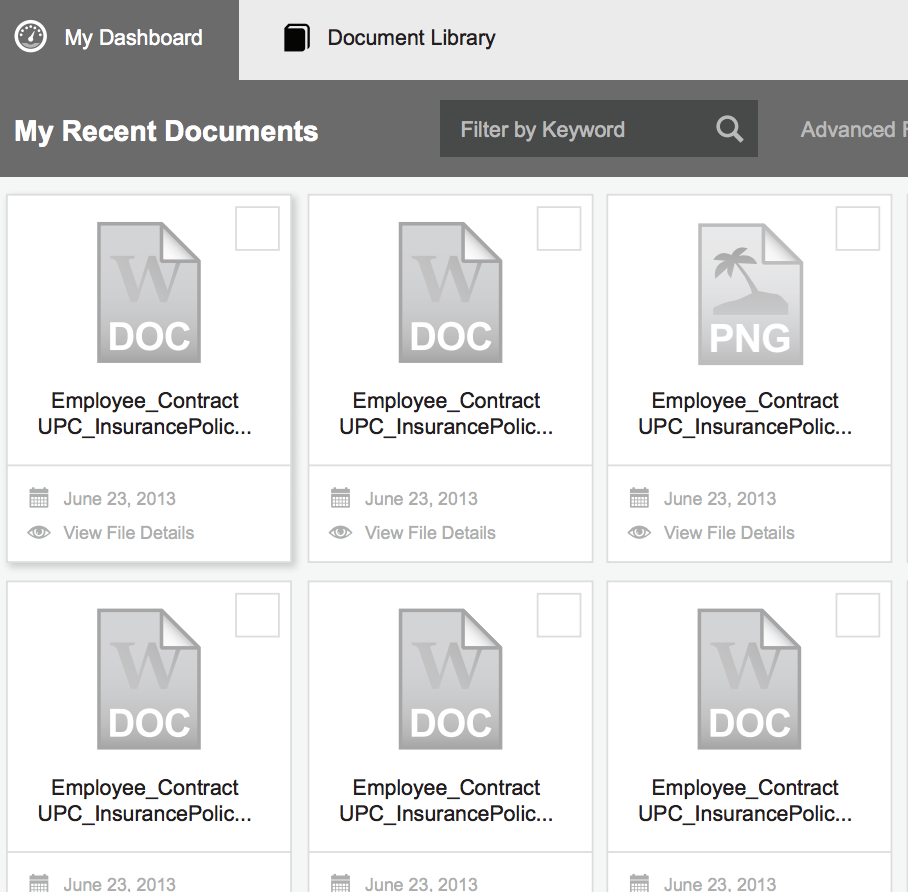 My Dashboard
Document Library
My Recent Documents
Filter by Keyword
Advanced
W
DOC
W
DOC
PNG
Employee_Contract
UPC_InsurancePolic...
Employee_Contract
UPC_InsurancePolic...
Employee_Contract
UPC_InsurancePolic...
June 23, 2013
View File Details
June 23, 2013
View File Details
June 23, 2013
View File Details
W
DOC
W
DOC
W
DOC
Employee_Contract
UPC_InsurancePolic...
Employee_Contract
UPC_InsurancePolic...
Employee_Contract
UPC_InsurancePolic...
June 23, 2013
June 23, 2013
June 23, 2013